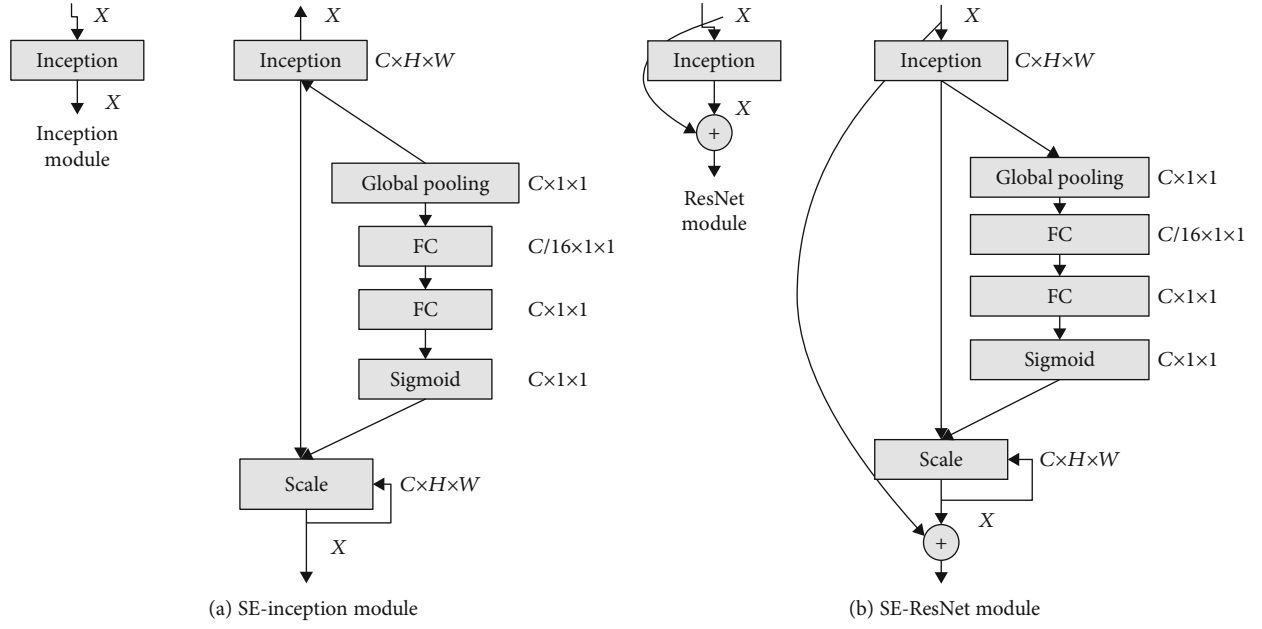 X
Inception
X
Inception
module
X
Inception
C×H×W
Global pooling
C×1×1
FC
C/16×1×1
FC
C×1×1
Sigmoid
C×1×1
Scale
C×H×W
X
(a) SE-inception module
X
Inception
X
+
ResNet
module
X
Inception
C×H×W
Global pooling
C×1×1
FC
C/16×1×1
FC
C×1×1
Sigmoid
C×1×1
Scale
C×H×W
X
+
(b) SE-ResNet module